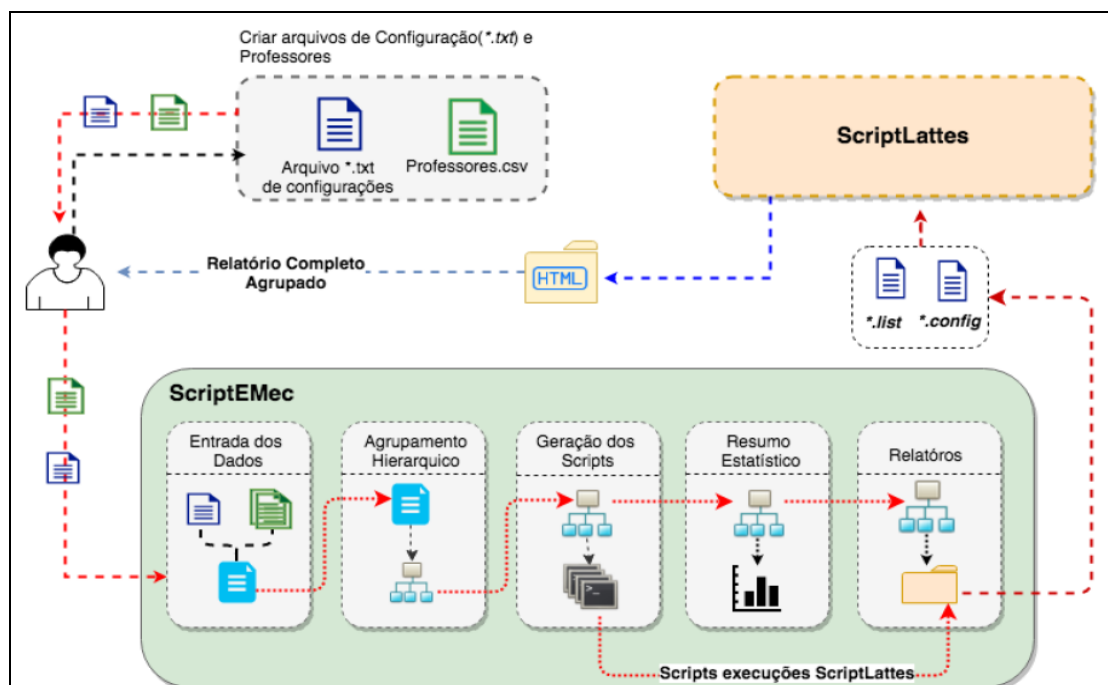 Criar arquivos de Configuração(*.txt) e
Professores
Arquivo *.txt
de configurações
Professores.csv
ScriptLattes
Relatório Completo
Agrupado
HTML
*.list
*.config
ScriptEMec
Entrada dos
Dados
Agrupamento
Hierarquico
Geração dos
Scripts
>_
Resumo
Estatístico
Relatóros
Scripts execuções ScriptLattes